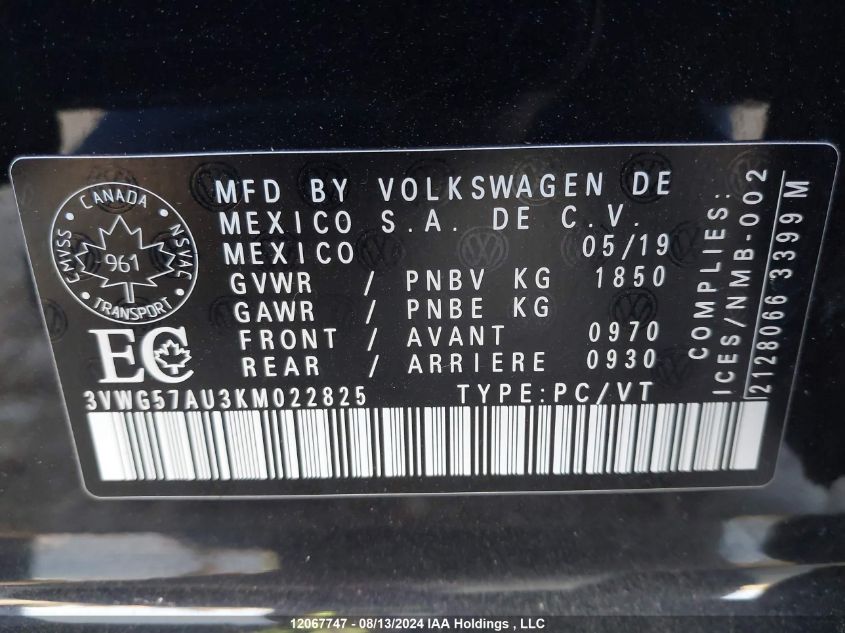 CANADA
CMVSS
NSVAC
961
TRANSPORT
EC
MFD BY VOLKSWAGEN DE
MEXICO S.A. DE C.V.
MEXICO 05/19
GVWR / PNBV KG 1850
GAWR / PNBE KG
FRONT / AVANT 0970
REAR / ARRIERE 0930
3VWG57AU3KM022825 TYPE:PC/VT
COMPLIES:
ICES/NMB-002
2128066 3399 M
12067747 - 08/13/2024 IAA Holdings , LLC